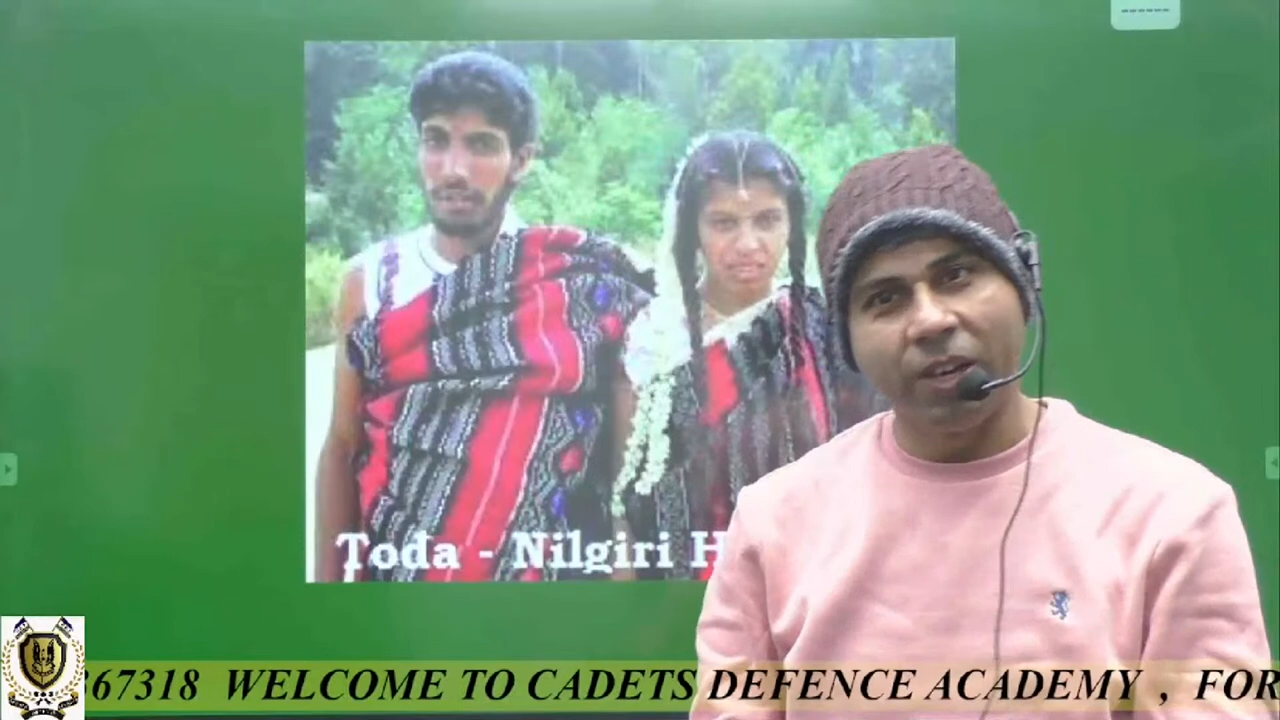 Toda - Nilgiri H
67318 WELCOME TO CADETS DEFENCE ACADEMY , FOR